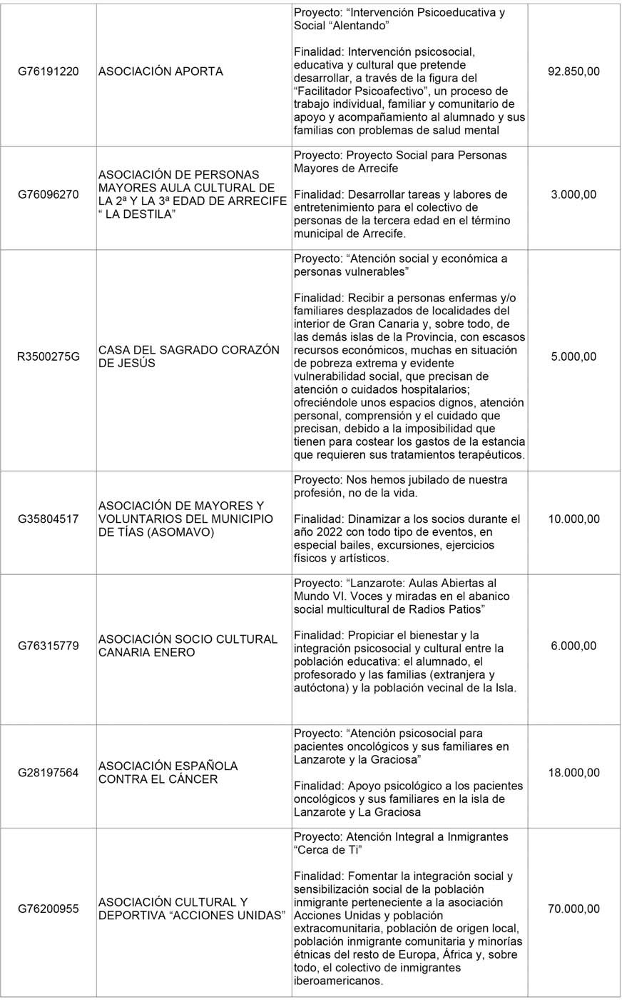 G76191220
ASOCIACIÓN APORTA
Proyecto: “Intervención Psicoeducativa y
Social “Alentando”
Finalidad: Intervención psicosocial,
educativa y cultural que pretende
desarrollar, a través de la figura del
“Facilitador Psicoafectivo”, un proceso de
trabajo individual, familiar y comunitario de
apoyo y acompañamiento al alumnado y sus
familias con problemas de salud mental
92.850,00
G76096270
ASOCIACIÓN DE PERSONAS
MAYORES AULA CULTURAL DE
LA 2ª Y LA 3ª EDAD DE ARRECIFE
“ LA DESTILA”
Proyecto: Proyecto Social para Personas
Mayores de Arrecife
Finalidad: Desarrollar tareas y labores de
entretenimiento para el colectivo de
personas de la tercera edad en el término
municipal de Arrecife.
3.000,00
R3500275G
CASA DEL SAGRADO CORAZÓN
DE JESÚS
Proyecto: “Atención social y económica a
personas vulnerables”
Finalidad: Recibir a personas enfermas y/o
familiares desplazados de localidades del
interior de Gran Canaria y, sobre todo, de
las demás islas de la Provincia, con escasos
recursos económicos, muchas en situación
de pobreza extrema y evidente
vulnerabilidad social, que precisan de
atención o cuidados hospitalarios;
ofreciéndole unos espacios dignos, atención
personal, comprensión y el cuidado que
precisan, debido a la imposibilidad que
tienen para costear los gastos de la estancia
que requieren sus tratamientos terapéuticos.
5.000,00
G35804517
ASOCIACIÓN DE MAYORES Y
VOLUNTARIOS DEL MUNICIPIO
DE TÍAS (ASOMAVO)
Proyecto: Nos hemos jubilado de nuestra
profesión, no de la vida.
Finalidad: Dinamizar a los socios durante el
año 2022 con todo tipo de eventos, en
especial bailes, excursiones, ejercicios
físicos y artísticos.
10.000,00
G76315779
ASOCIACIÓN SOCIO CULTURAL
CANARIA ENERO
Proyecto: “Lanzarote: Aulas Abiertas al
Mundo VI. Voces y miradas en el abanico
social multicultural de Radios Patios”
Finalidad: Propiciar el bienestar y la
integración psicosocial y cultural entre la
población educativa: el alumnado, el
profesorado y las familias (extranjera y
autóctona) y la población vecinal de la Isla.
6.000,00
G28197564
ASOCIACIÓN ESPAÑOLA
CONTRA EL CÁNCER
Proyecto: “Atención psicosocial para
pacientes oncológicos y sus familiares en
Lanzarote y la Graciosa”
Finalidad: Apoyo psicológico a los pacientes
oncológicos y sus familiares en la isla de
Lanzarote y La Graciosa
18.000,00
G76200955
ASOCIACIÓN CULTURAL Y
DEPORTIVA “ACCIONES UNIDAS”
Proyecto: Atención Integral a Inmigrantes
“Cerca de Ti”
Finalidad: Fomentar la integración social y
sensibilización social de la población
inmigrante perteneciente a la asociación
Acciones Unidas y población
extracomunitaria, población de origen local,
población inmigrante comunitaria y minorías
étnicas del resto de Europa, África y, sobre
todo, el colectivo de inmigrantes
iberoamericanos.
70.000,00